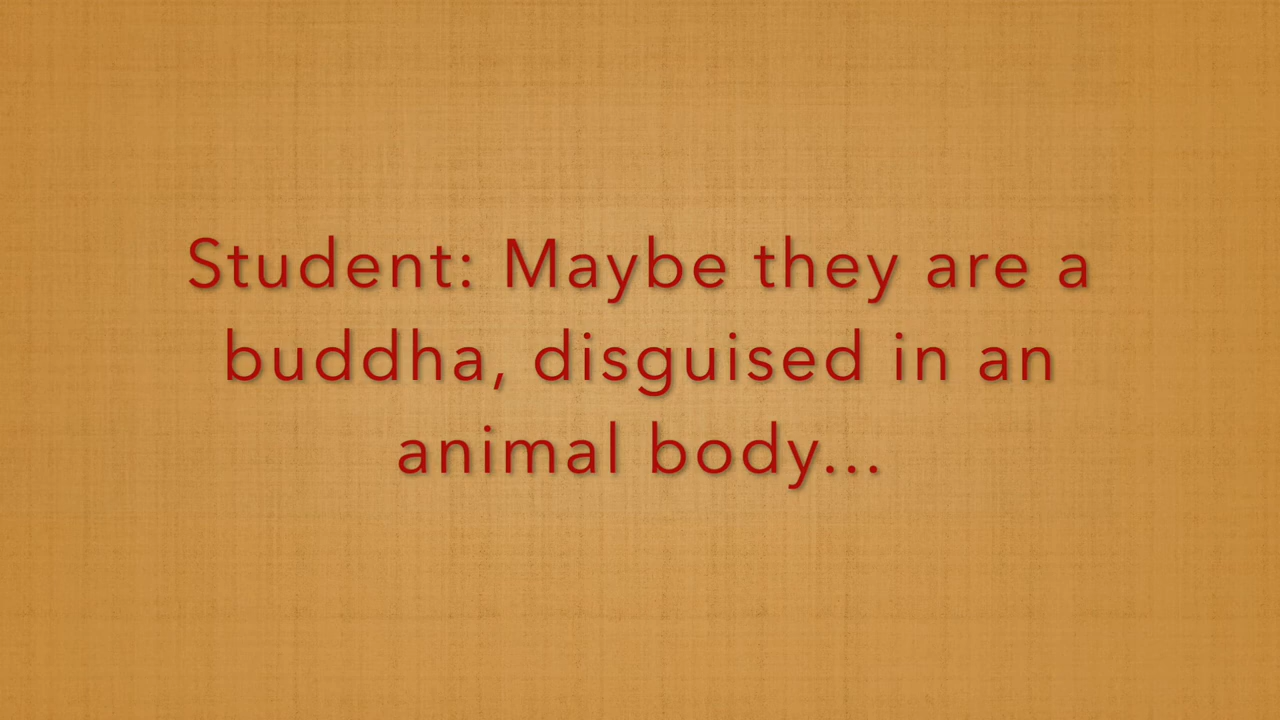 Student: Maybe they are a
buddha, disguised in an
animal body...